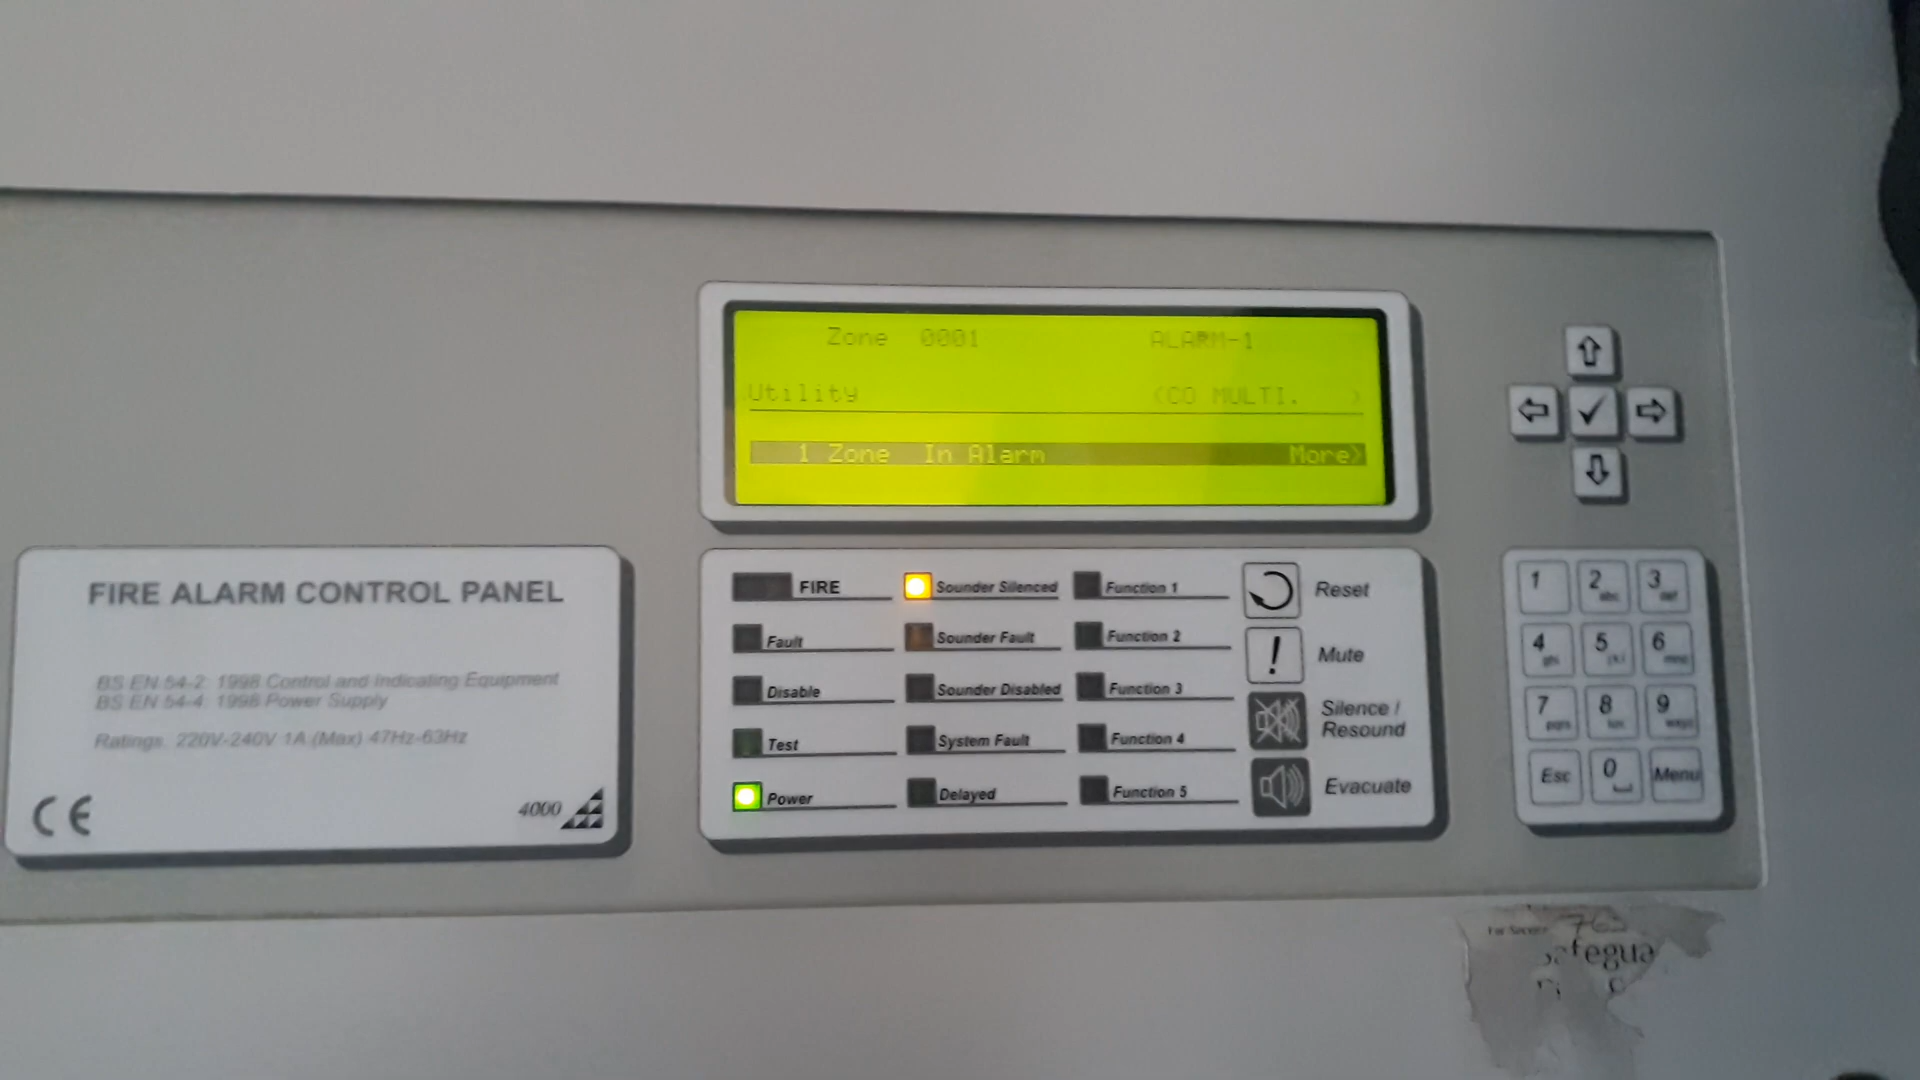 Zone 0001 ALARM-1
Utility (CO MULTI. )
1 Zone In Alarm More>
FIRE ALARM CONTROL PANEL
BS EN 54-2: 1998 Control and Indicating Equipment
BS EN 54-4: 1998 Power Supply
Ratings. 220V-240V 1A (Max) 47Hz-63Hz
CE
4000
FIRE
Fault
Disable
Test
Power
Sounder Silenced
Sounder Fault
Sounder Disabled
System Fault
Delayed
Function 1
Function 2
Function 3
Function 4
Function 5
Reset
! Mute
Silence /
Resound
Evacuate
1 2 abc 3 def
4 ghi 5 jkl 6 mno
7 pqrs 8 tuv 9 wxyz
Esc 0 Menu